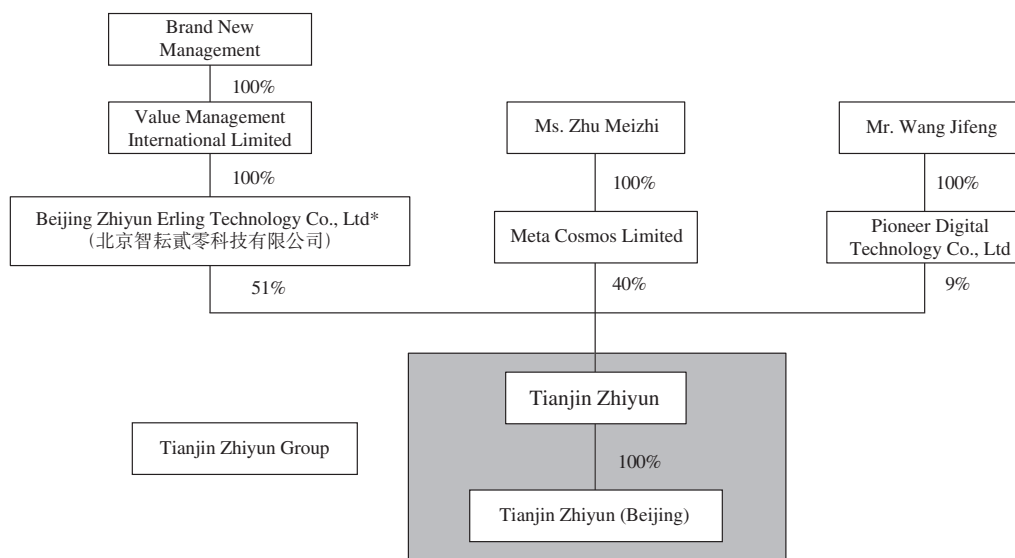 Brand New
Management
100%
Value Management
International Limited
Ms. Zhu Meizhi
Mr. Wang Jifeng
100%
100%
100%
Beijing Zhiyun Erling Technology Co., Ltd*
(北京智耘貳零科技有限公司)
Meta Cosmos Limited
Pioneer Digital
Technology Co., Ltd
51%
40%
9%
Tianjin Zhiyun
Tianjin Zhiyun Group
100%
Tianjin Zhiyun (Beijing)